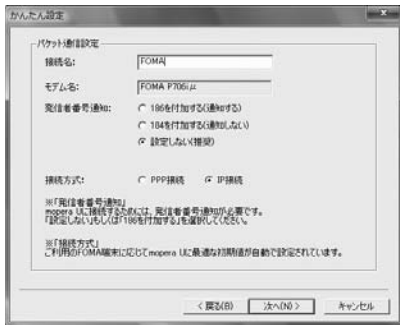 かんたん設定
パケット通信設定
接続名: FOMA
モデム名: FOMA P706iμ
発信者番号通知: 186を付加する(通知する)
184を付加する(通知しない)
設定しない(推奨)
接続方式: PPP接続 IP接続
※「発信者番号通知」
mopera Uに接続するためには、発信者番号通知が必要です。
「設定しない」もしくは「186を付加する」を選択してください。
※「接続方式」
ご利用のFOMA端末に応じてmopera Uに最適な初期値が自動で設定されています。
< 戻る(B) 次へ(N) > キャンセル